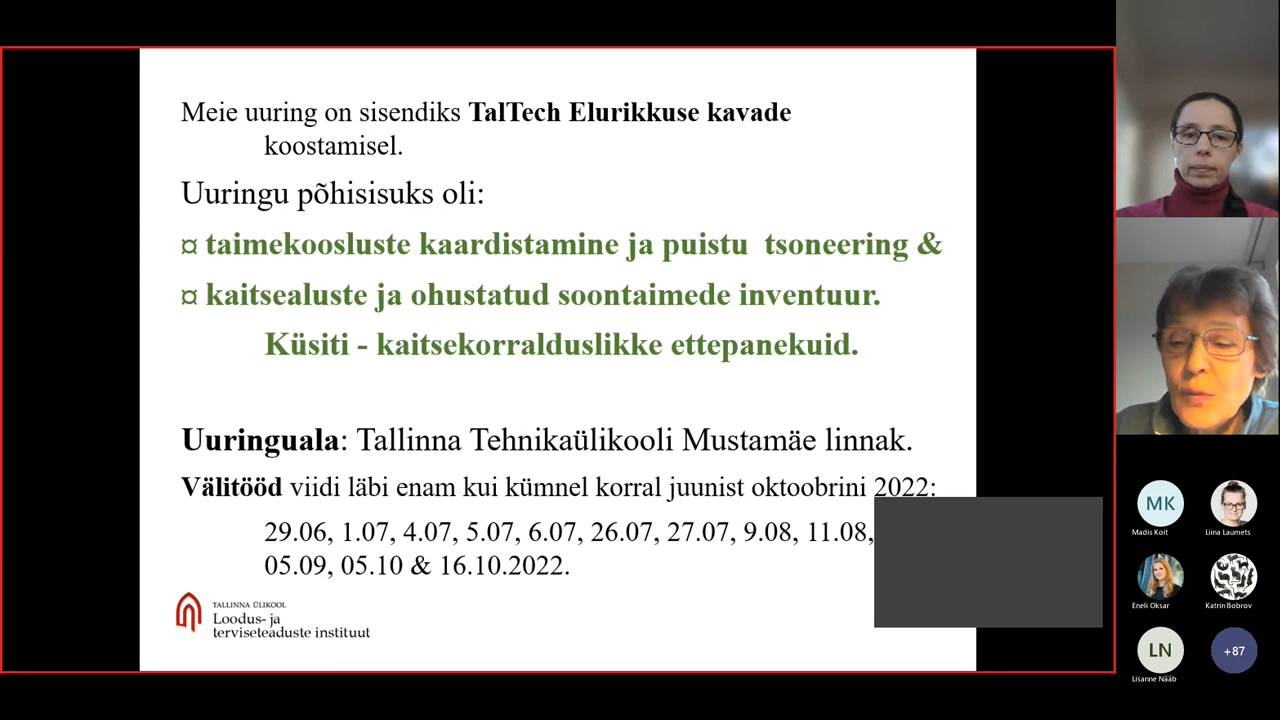 Meie uuring on sisendiks TalTech Elurikkuse kavade
koostamisel.
Uuringu põhisisuks oli:
¤ taimekoosluste kaardistamine ja puistu tsoneering &
¤ kaitsealuste ja ohustatud soontaimede inventuur.
Küsiti - kaitsekorralduslikke ettepanekuid.
Uuringuala: Tallinna Tehnikaülikooli Mustamäe linnak.
Välitööd viidi läbi enam kui kümnel korral juunist oktoobrini 2022:
29.06, 1.07, 4.07, 5.07, 6.07, 26.07, 27.07, 9.08, 11.08,
05.09, 05.10 & 16.10.2022.
TALLINNA ÜLIKOOL
Loodus- ja
terviseteaduste instituut
MK
Madis Koit
Liina Laumets
Eneli Oksar
Katrin Bobrov
LN
Lisanne Nääb
+87